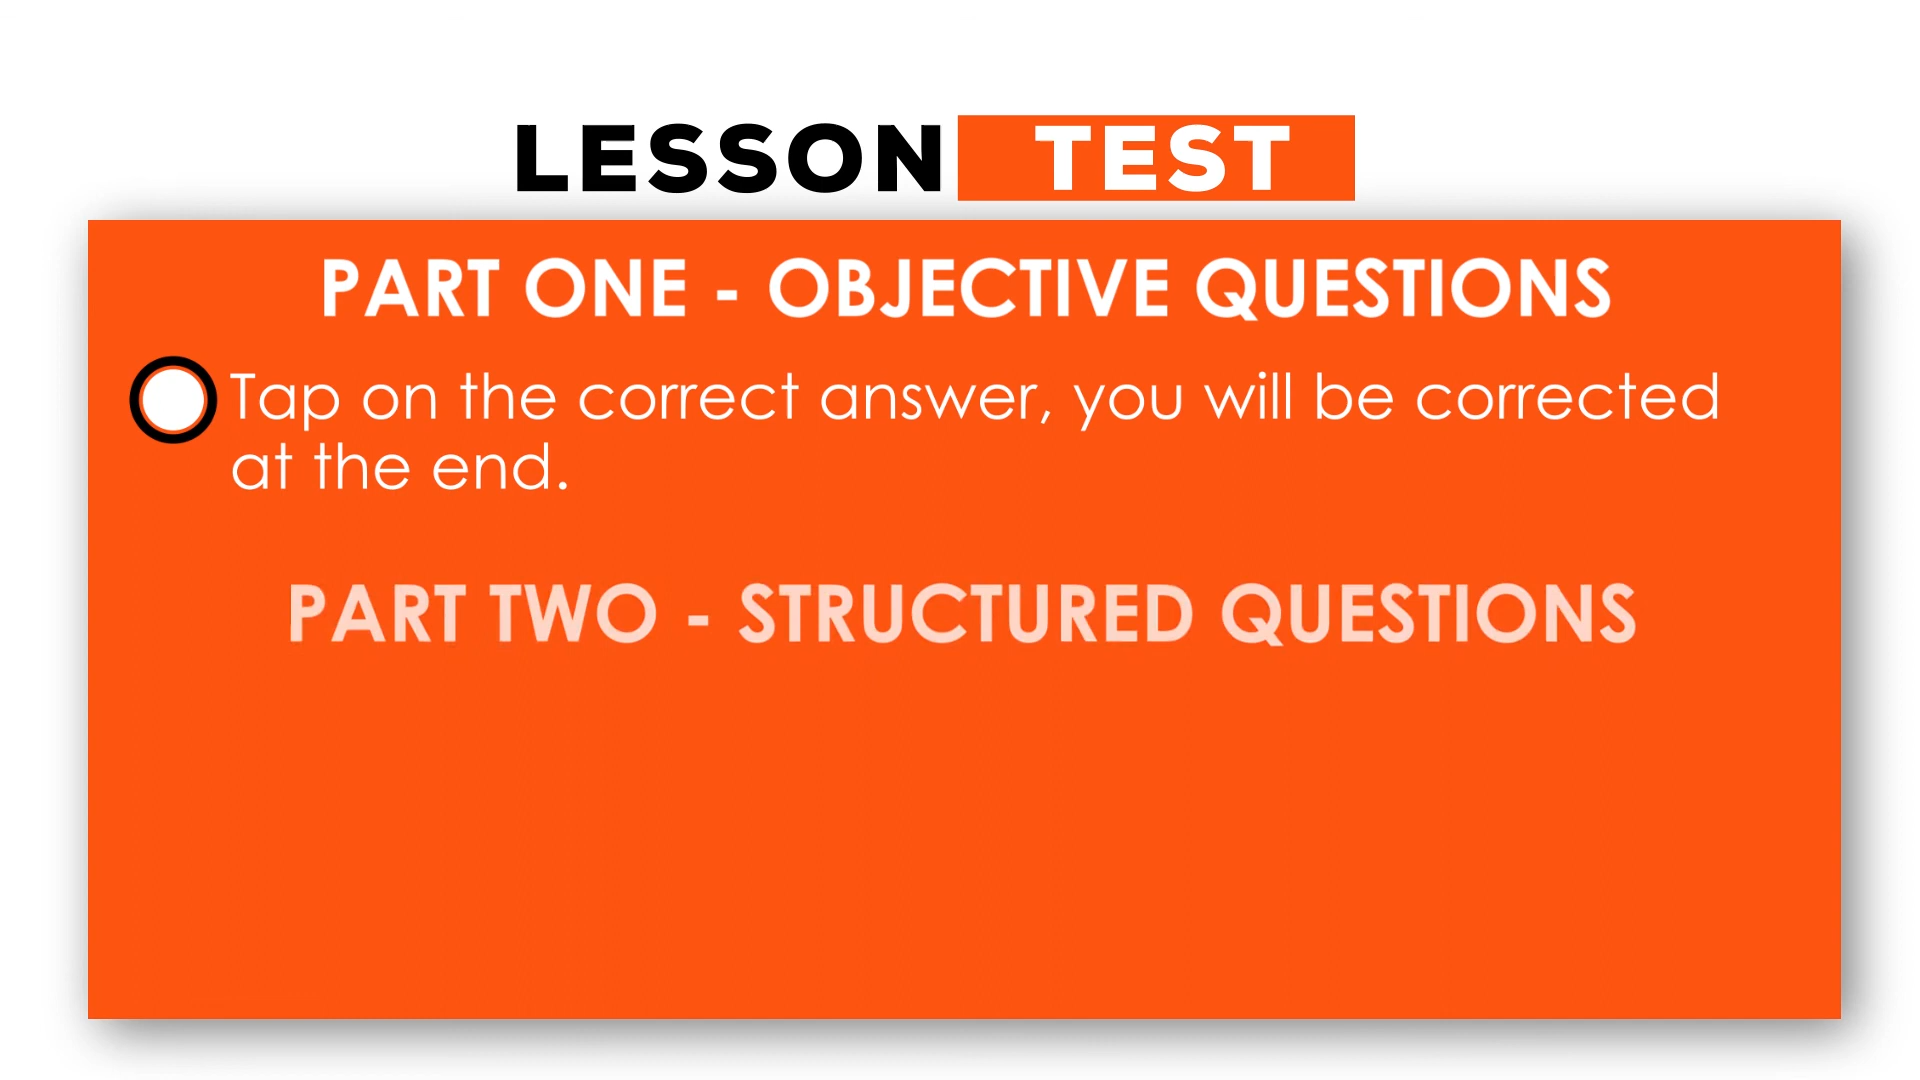 LESSON TEST
PART ONE - OBJECTIVE QUESTIONS
Tap on the correct answer, you will be corrected
at the end.
PART TWO - STRUCTURED QUESTIONS